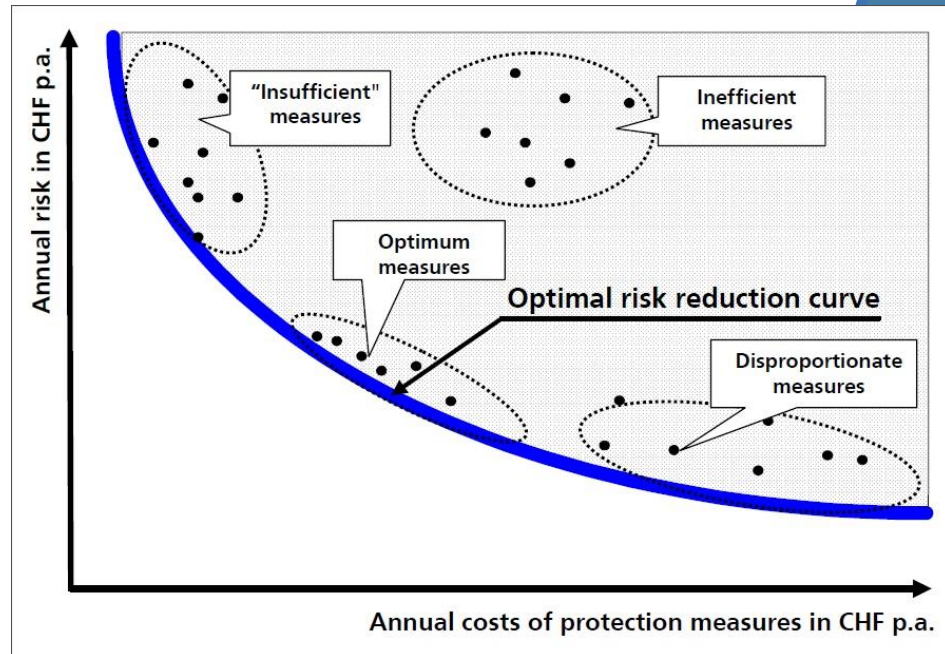 Annual risk in CHF p.a.
“Insufficient"
measures
Inefficient
measures
Optimum
measures
Optimal risk reduction curve
Disproportionate
measures
Annual costs of protection measures in CHF p.a.